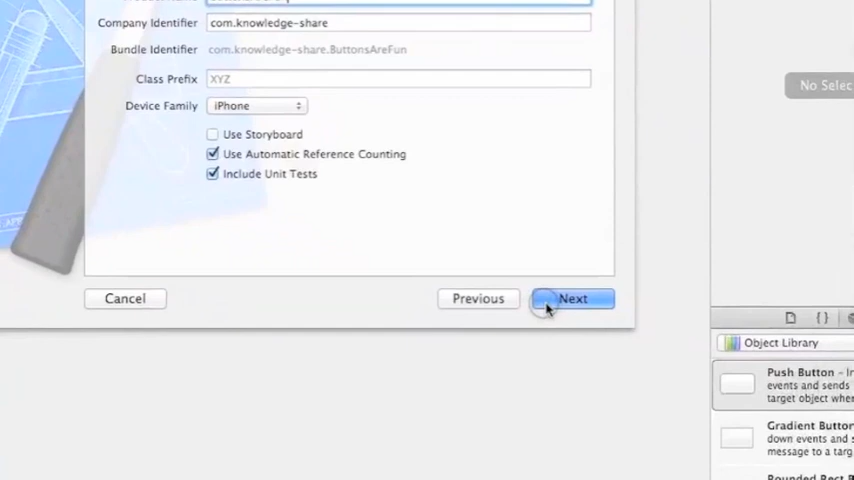 Company Identifier com.knowledge-share
Bundle Identifier com.knowledge-share.ButtonsAreFun
Class Prefix XYZ
Device Family iPhone
Use Storyboard
Use Automatic Reference Counting
Include Unit Tests
Cancel Previous Next
No Selec
{ }
Object Library
Push Button - In
events and sends
target object whe
Gradient Button
down events and s
message to a targ